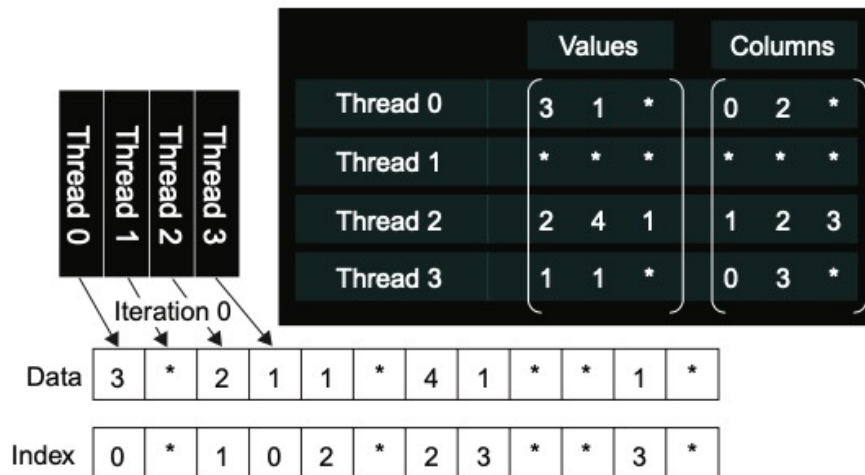 Values Columns
Thread 0 3 1 * 0 2 *
Thread 1 * * * * * *
Thread 2 2 4 1 1 2 3
Thread 3 1 1 * 0 3 *
Thread 0
Thread 1
Thread 2
Thread 3
Iteration 0
Data 3 * 2 1 1 * 4 1 * * 1 *
Index 0 * 1 0 2 * 2 3 * * 3 *